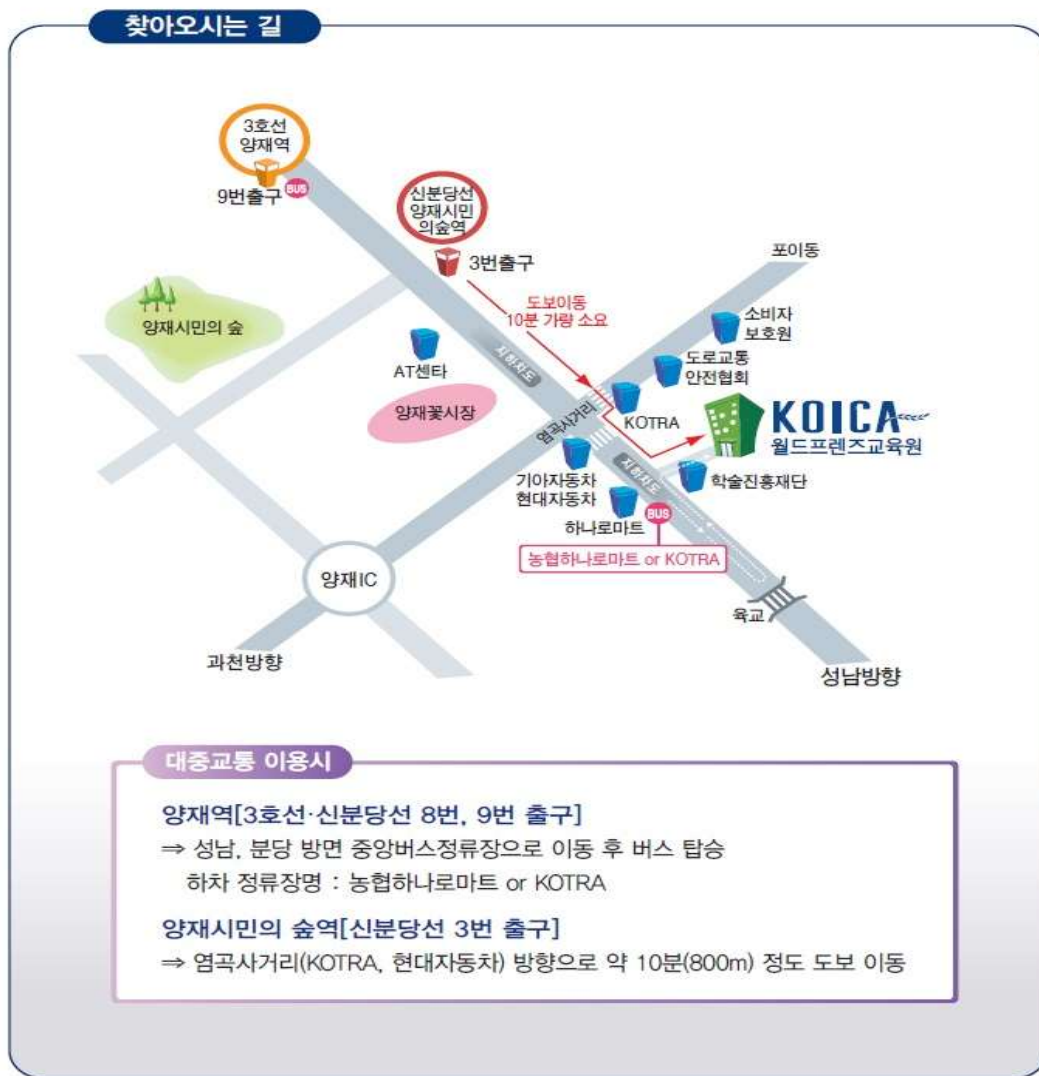 찾아오시는 길
3호선
양재역
9번출구
BUS
신분당선
양재시민
의숲역
3번출구
포이동
도보이동
10분 가량 소요
소비자
보호원
양재시민의 숲
AT센타
지하차도
도로교통
안전협회
양재꽃시장
염곡사거리
KOTRA
KOICA
월드프렌즈교육원
기아자동차
현대자동차
지하차도
학술진흥재단
하나로마트
BUS
농협하나로마트 or KOTRA
양재IC
육교
과천방향
성남방향
대중교통 이용시
양재역[3호선·신분당선 8번, 9번 출구]
⇒ 성남, 분당 방면 중앙버스정류장으로 이동 후 버스 탑승
하차 정류장명 : 농협하나로마트 or KOTRA
양재시민의 숲역[신분당선 3번 출구]
⇒ 염곡사거리(KOTRA, 현대자동차) 방향으로 약 10분(800m) 정도 도보 이동